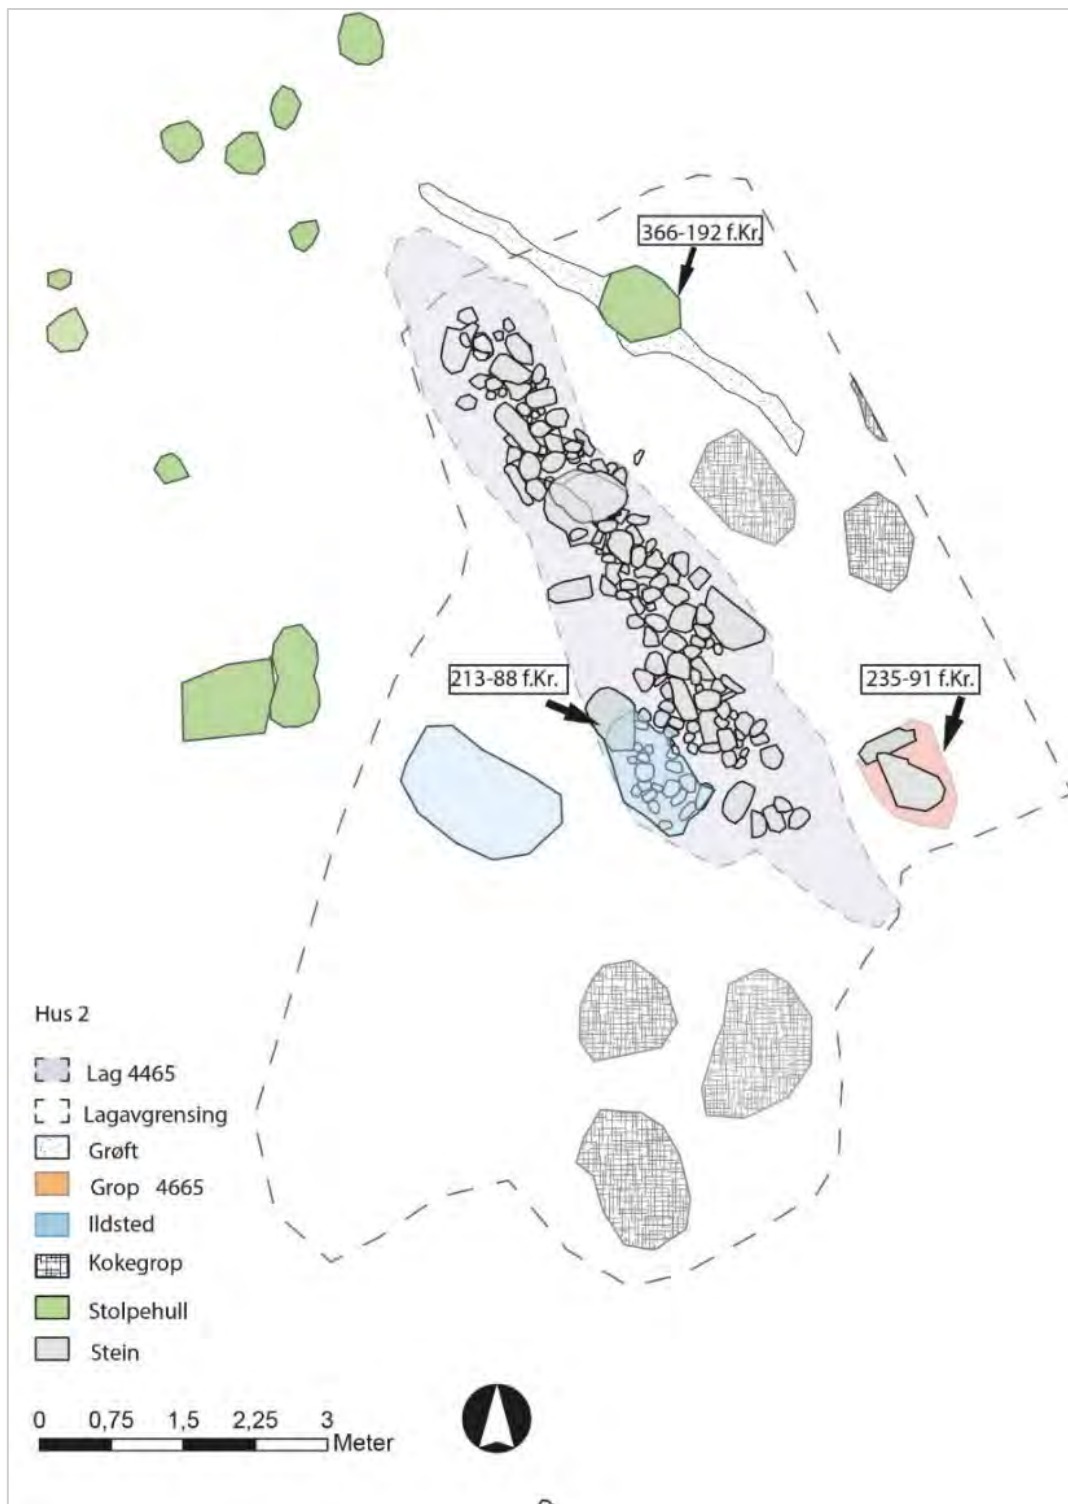 366-192 f.Kr.
213-88 f.Kr.
235-91 f.Kr.
Hus 2
Lag 4465
Lagavgrensing
Grøft
Grop 4665
Ildsted
Kokegrop
Stolpehull
Stein
0 0,75 1,5 2,25 3
Meter